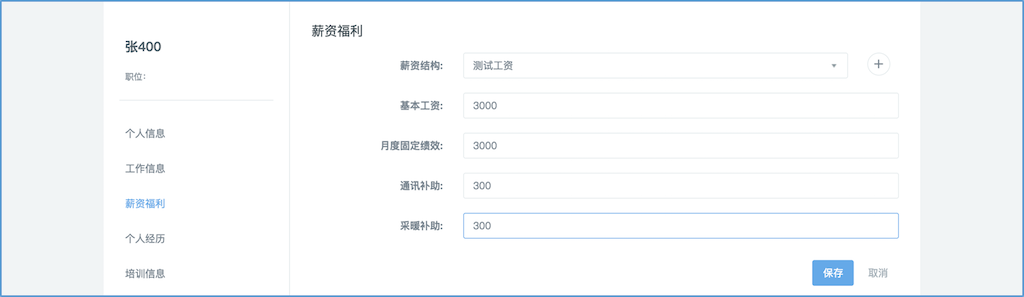 张400
职位:
个人信息
工作信息
薪资福利
个人经历
培训信息
薪资福利
薪资结构: 测试工资
基本工资: 3000
月度固定绩效: 3000
通讯补助: 300
采暖补助: 300
保存 取消